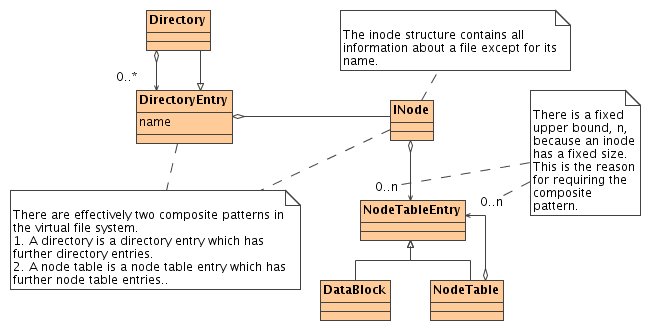 Directory
The inode structure contains all
information about a file except for its
name.
0..*
DirectoryEntry
name
INode
There is a fixed
upper bound, n,
because an inode
has a fixed size.
This is the reason
for requiring the
composite
pattern.
0..n
0..n
NodeTableEntry
There are effectively two composite patterns in
the virtual file system.
1. A directory is a directory entry which has
further directory entries.
2. A node table is a node table entry which has
further node table entries..
DataBlock
NodeTable